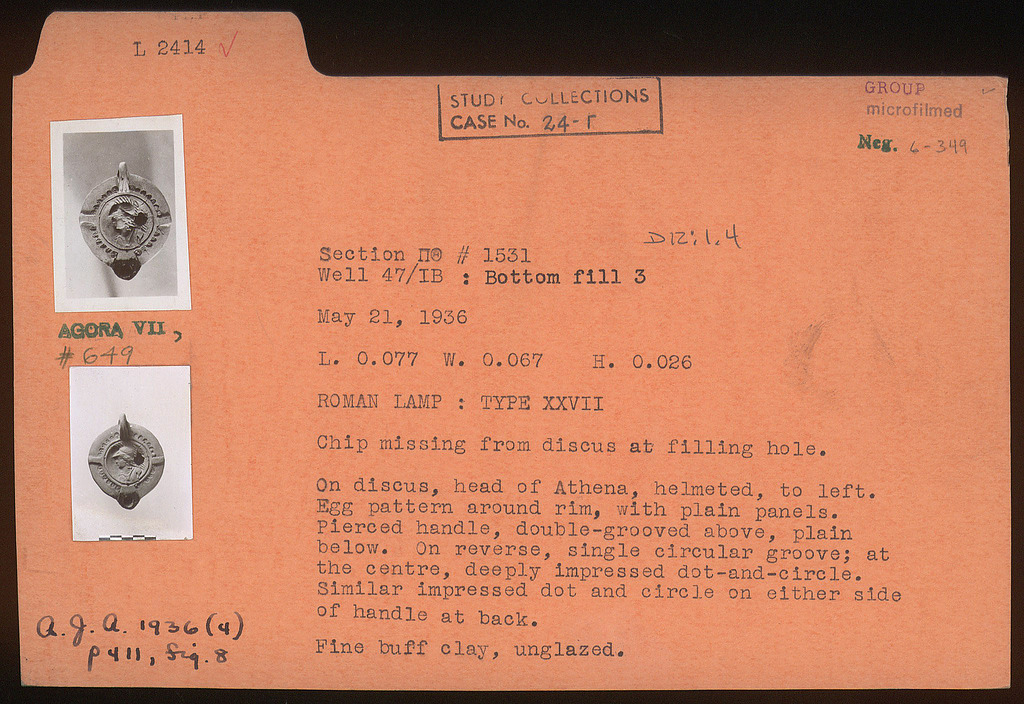 L 2414 ✓
STUDY COLLECTIONS
CASE No. 24-Γ
GROUP
microfilmed
Neg. 6-349
D12:1.4
Section ΠΘ # 1531
Well 47/IB : Bottom fill 3
May 21, 1936
L. 0.077 W. 0.067 H. 0.026
ROMAN LAMP : TYPE XXVII
Chip missing from discus at filling hole.
On discus, head of Athena, helmeted, to left.
Egg pattern around rim, with plain panels.
Pierced handle, double-grooved above, plain
below. On reverse, single circular groove; at
the centre, deeply impressed dot-and-circle.
Similar impressed dot and circle on either side
of handle at back.
Fine buff clay, unglazed.
AGORA VII,
# 649
A.J.A. 1936(4)
p 411, fig. 8